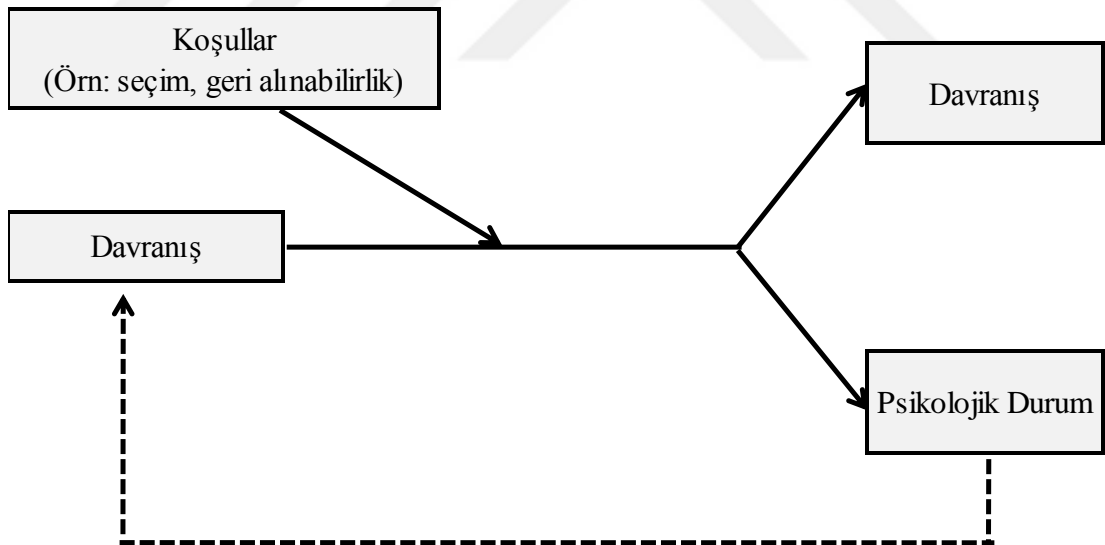 Koşullar
(Örn: seçim, geri alınabilirlik)
Davranış
Davranış
Psikolojik Durum